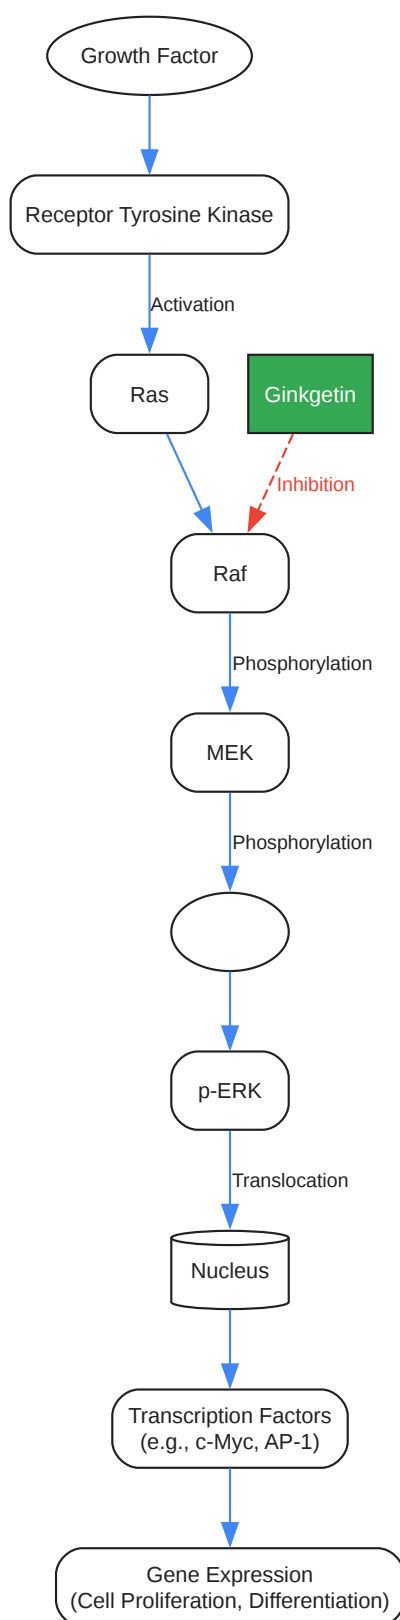 Growth Factor
Receptor Tyrosine Kinase
Activation
Ras
Ginkgetin
Inhibition
Raf
Phosphorylation
MEK
Phosphorylation
p-ERK
Translocation
Nucleus
Transcription Factors
(e.g., c-Myc, AP-1)
Gene Expression
(Cell Proliferation, Differentiation)